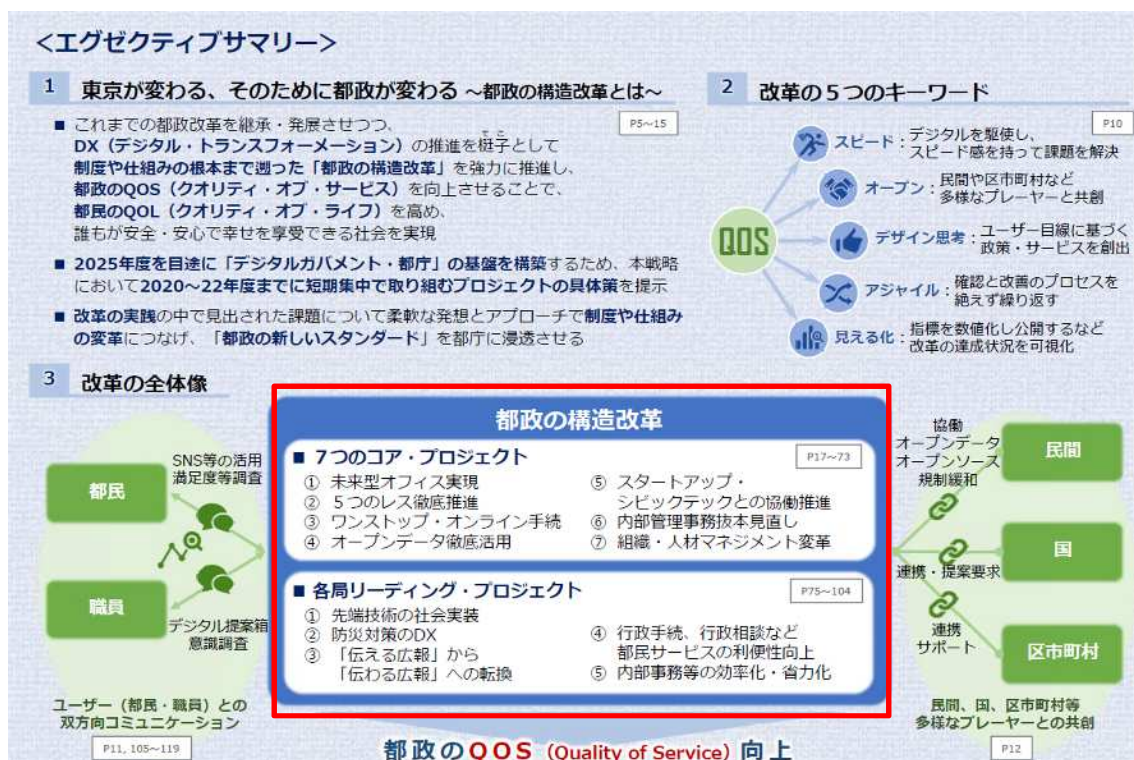 ＜エグゼクティブサマリー＞
1 東京が変わる、そのために都政が変わる ～都政の構造改革とは～
P5～15
■ これまでの都政改革を継承・発展させつつ、
DX（デジタル・トランスフォーメーション）の推進を梃子として
てこ
制度や仕組みの根本まで遡った「都政の構造改革」を強力に推進し、
都政のQOS（クオリティ・オブ・サービス）を向上させることで、
都民のQOL（クオリティ・オブ・ライフ）を高め、
誰もが安全・安心で幸せを享受できる社会を実現
■ 2025年度を目途に「デジタルガバメント・都庁」の基盤を構築するため、本戦略
において2020～22年度までに短期集中で取り組むプロジェクトの具体策を提示
■ 改革の実践の中で見出された課題について柔軟な発想とアプローチで制度や仕組み
の変革につなげ、「都政の新しいスタンダード」を都庁に浸透させる
2 改革の５つのキーワード
P10
QOS
スピード：デジタルを駆使し、
スピード感を持って課題を解決
オープン：民間や区市町村など
多様なプレーヤーと共創
デザイン思考：ユーザー目線に基づく
政策・サービスを創出
アジャイル：確認と改善のプロセスを
絶えず繰り返す
見える化：指標を数値化し公開するなど
改革の達成状況を可視化
3 改革の全体像
都民
SNS等の活用
満足度等調査
職員
デジタル提案箱
意識調査
ユーザー（都民・職員）との
双方向コミュニケーション
P11, 105～119
都政の構造改革
■ ７つのコア・プロジェクト
P17～73
① 未来型オフィス実現
② ５つのレス徹底推進
③ ワンストップ・オンライン手続
④ オープンデータ徹底活用
⑤ スタートアップ・
シビックテックとの協働推進
⑥ 内部管理事務抜本見直し
⑦ 組織・人材マネジメント変革
■ 各局リーディング・プロジェクト
P75～104
① 先端技術の社会実装
② 防災対策のDX
③ 「伝える広報」から
「伝わる広報」への転換
④ 行政手続、行政相談など
都民サービスの利便性向上
⑤ 内部事務等の効率化・省力化
協働
オープンデータ
オープンソース
規制緩和
民間
連携・提案要求
国
連携
サポート
区市町村
民間、国、区市町村等
多様なプレーヤーとの共創
P12
都政のQOS（Quality of Service）向上